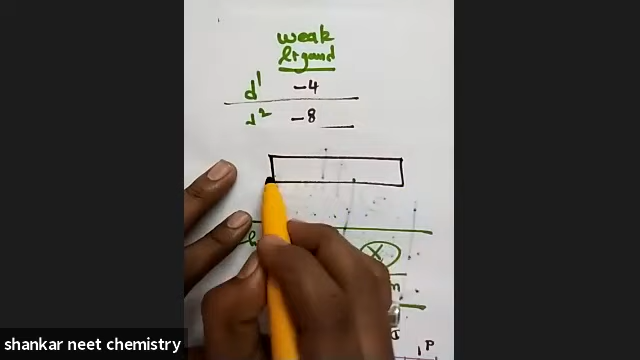 weak
ligand
d¹ -4
d² -8
X
m
P
shankar neet chemistry